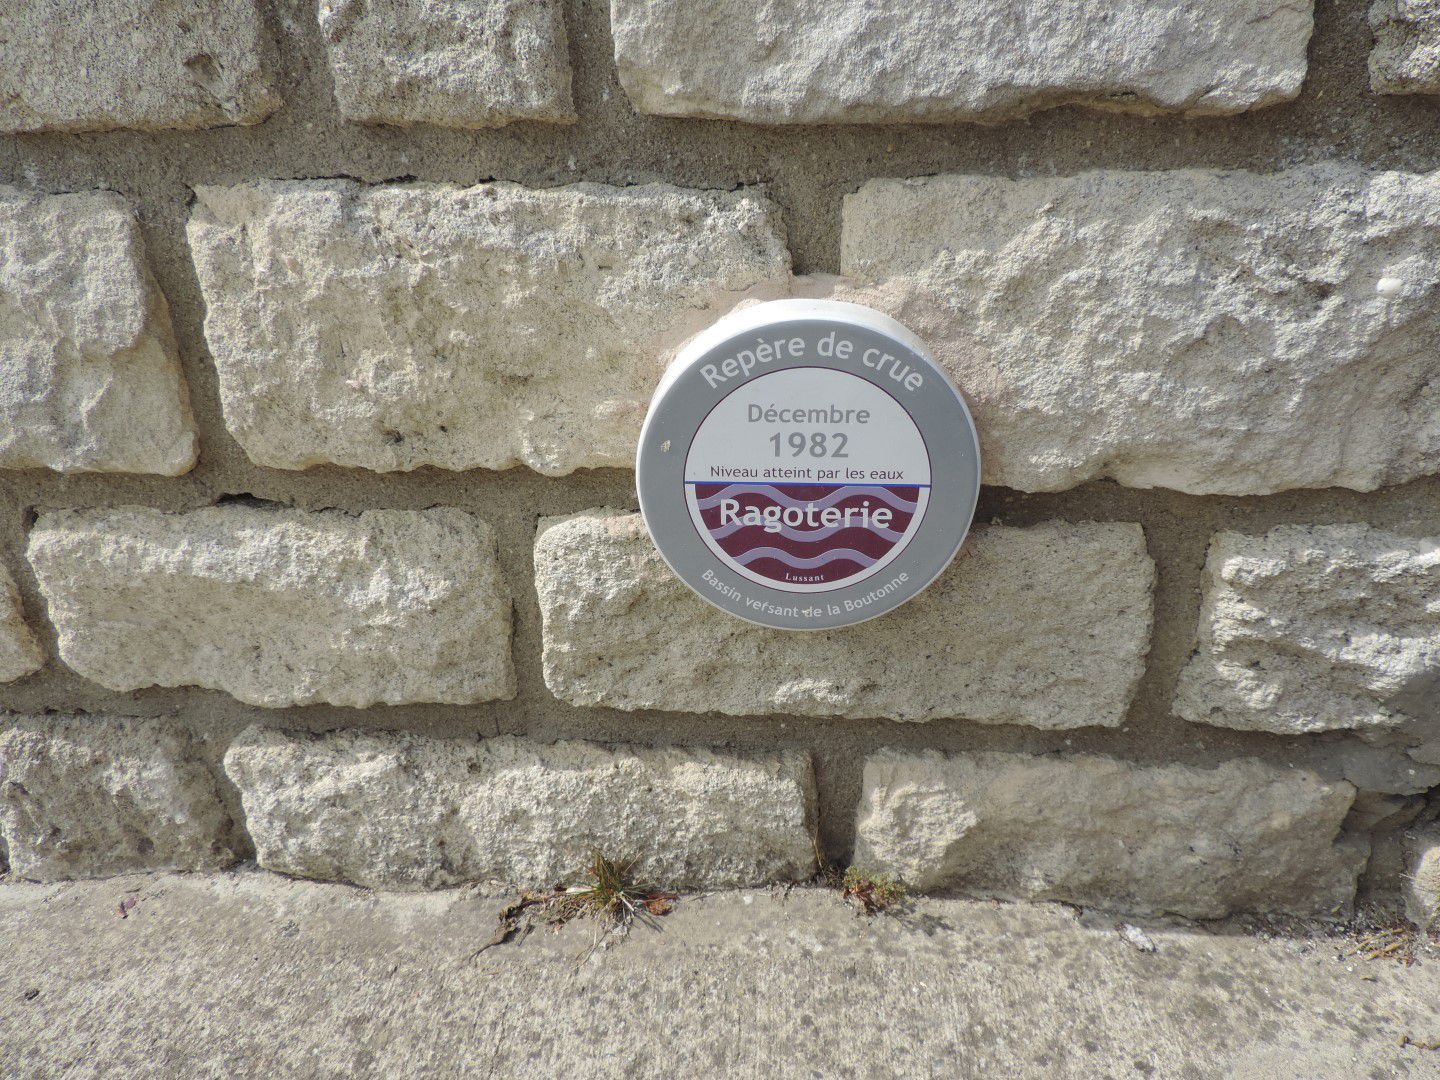 Repère de crue
Décembre
1982
Niveau atteint par les eaux
Ragoterie
Lussant
Bassin versant de la Boutonne